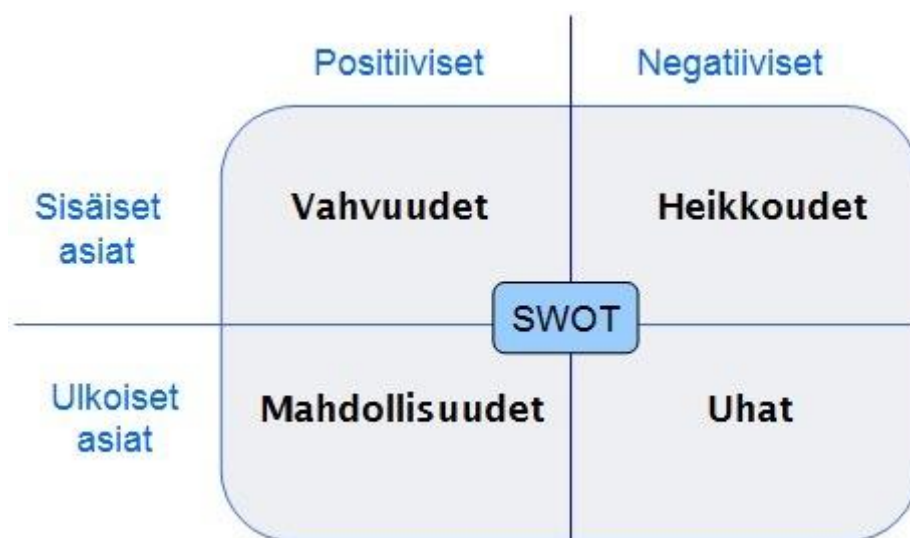 Positiiviset
Negatiiviset
Sisäiset
asiat
Vahvuudet
Heikkoudet
SWOT
Ulkoiset
asiat
Mahdollisuudet
Uhat